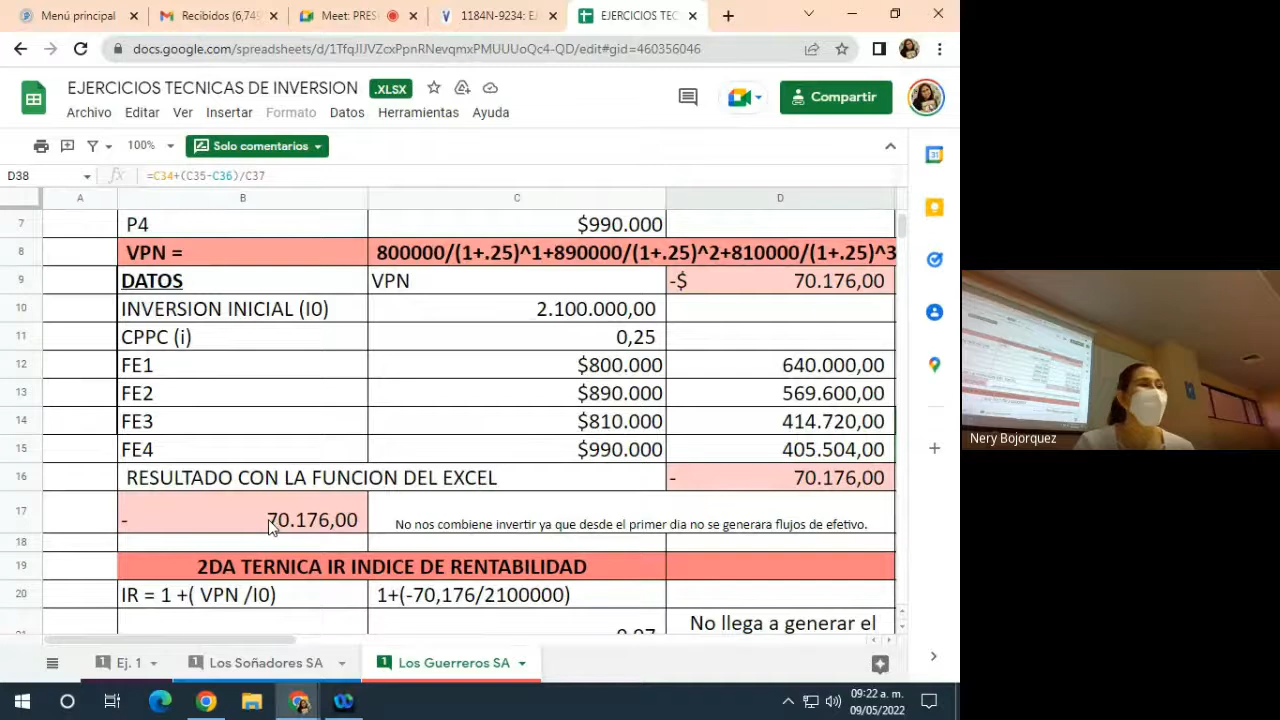 Menú principal
Recibidos (6,749
Meet: PRES
1184N-9234: EJ
EJERCICIOS TEC
docs.google.com/spreadsheets/d/1TfqJIJVZcxPpnRNevqmxPMUUUoQc4-QD/edit#gid=460356046
EJERCICIOS TECNICAS DE INVERSION .XLSX
Archivo Editar Ver Insertar Formato Datos Herramientas Ayuda
Compartir
100% Solo comentarios
D38 fx =C34+(C35-C36)/C37
A B C D
7 P4 $990.000
8 VPN = 800000/(1+.25)^1+890000/(1+.25)^2+810000/(1+.25)^3
9 DATOS VPN -$ 70.176,00
10 INVERSION INICIAL (I0) 2.100.000,00
11 CPPC (i) 0,25
12 FE1 $800.000 640.000,00
13 FE2 $890.000 569.600,00
14 FE3 $810.000 414.720,00
15 FE4 $990.000 405.504,00
16 RESULTADO CON LA FUNCION DEL EXCEL - 70.176,00
17 - 70.176,00 No nos combiene invertir ya que desde el primer dia no se generara flujos de efetivo.
18
19 2DA TERNICA IR INDICE DE RENTABILIDAD
20 IR = 1 +( VPN /I0) 1+(-70,176/2100000)
No llega a generar el
1 Ej. 1 1 Los Soñadores SA 1 Los Guerreros SA
Nery Bojorquez
31
09:22 a. m.
09/05/2022